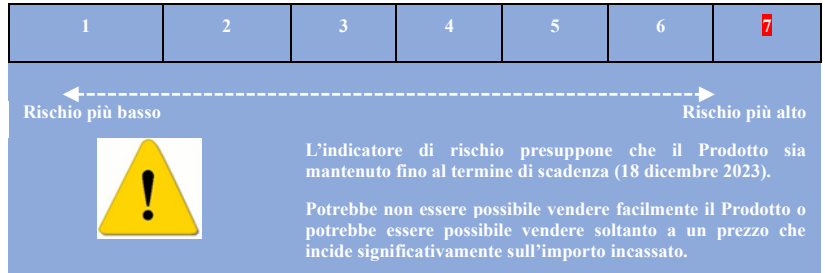 1 2 3 4 5 6 7
Rischio più basso Rischio più alto
L’indicatore di rischio presuppone che il Prodotto sia
mantenuto fino al termine di scadenza (18 dicembre 2023).
Potrebbe non essere possibile vendere facilmente il Prodotto o
potrebbe essere possibile vendere soltanto a un prezzo che
incide significativamente sull’importo incassato.